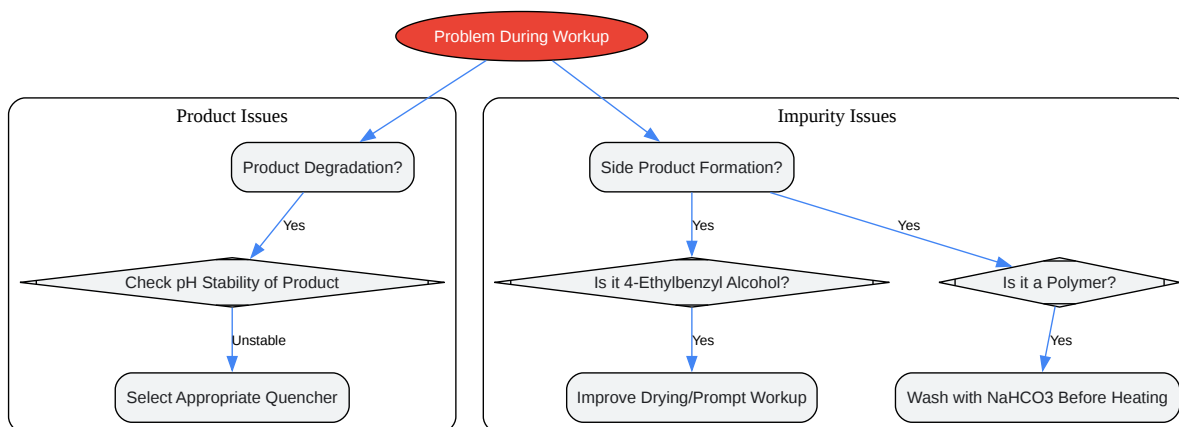 Problem During Workup
Product Issues
Impurity Issues
Product Degradation?
Side Product Formation?
Yes
Yes
Yes
Check pH Stability of Product
Is it 4-Ethylbenzyl Alcohol?
Is it a Polymer?
Unstable
Yes
Yes
Select Appropriate Quencher
Improve Drying/Prompt Workup
Wash with NaHCO3 Before Heating